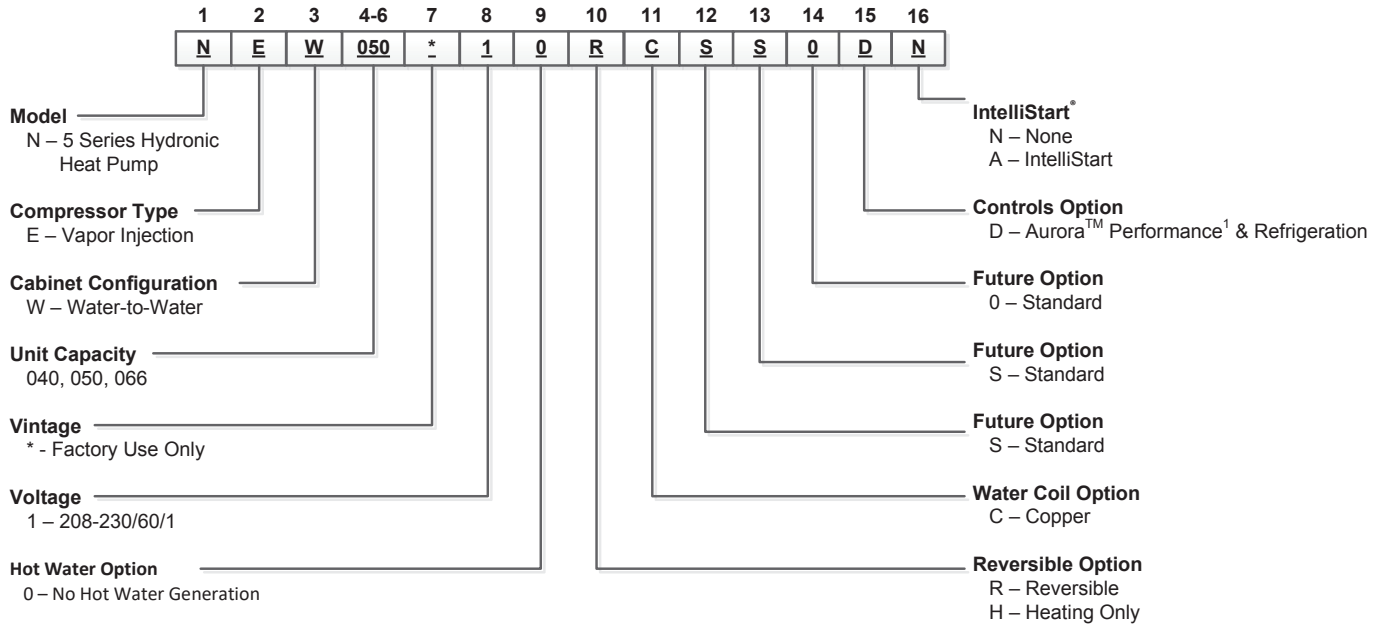 1 2 3 4-6 7 8 9 10 11 12 13 14 15 16
N E W 050 * 1 0 R C S S 0 D N
Model
N – 5 Series Hydronic
Heat Pump
Compressor Type
E – Vapor Injection
Cabinet Configuration
W – Water-to-Water
Unit Capacity
040, 050, 066
Vintage
* - Factory Use Only
Voltage
1 – 208-230/60/1
Hot Water Option
0 – No Hot Water Generation
IntelliStart®
N – None
A – IntelliStart
Controls Option
D – Aurora™ Performance¹ & Refrigeration
Future Option
0 – Standard
Future Option
S – Standard
Future Option
S – Standard
Water Coil Option
C – Copper
Reversible Option
R – Reversible
H – Heating Only